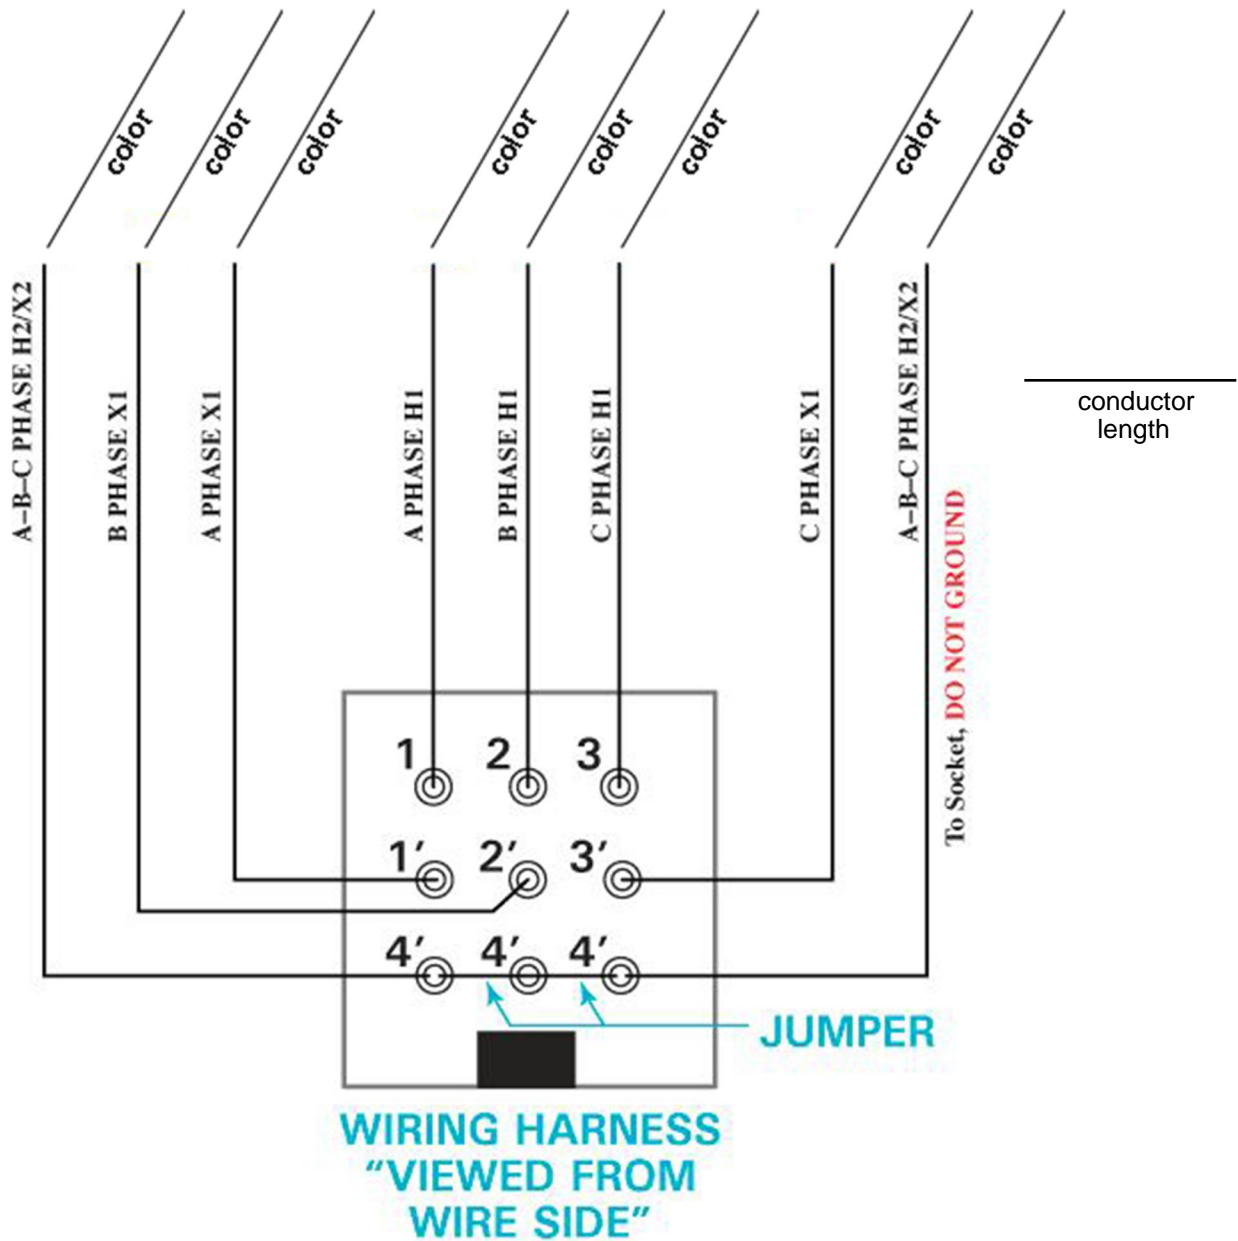 color
color
color
color
color
color
color
color
A–B–C PHASE H2/X2
B PHASE X1
A PHASE X1
A PHASE H1
B PHASE H1
C PHASE H1
C PHASE X1
A–B–C PHASE H2/X2
conductor
length
To Socket, DO NOT GROUND
1 2 3
1′ 2′ 3′
4′ 4′ 4′
JUMPER
WIRING HARNESS
“VIEWED FROM
WIRE SIDE”